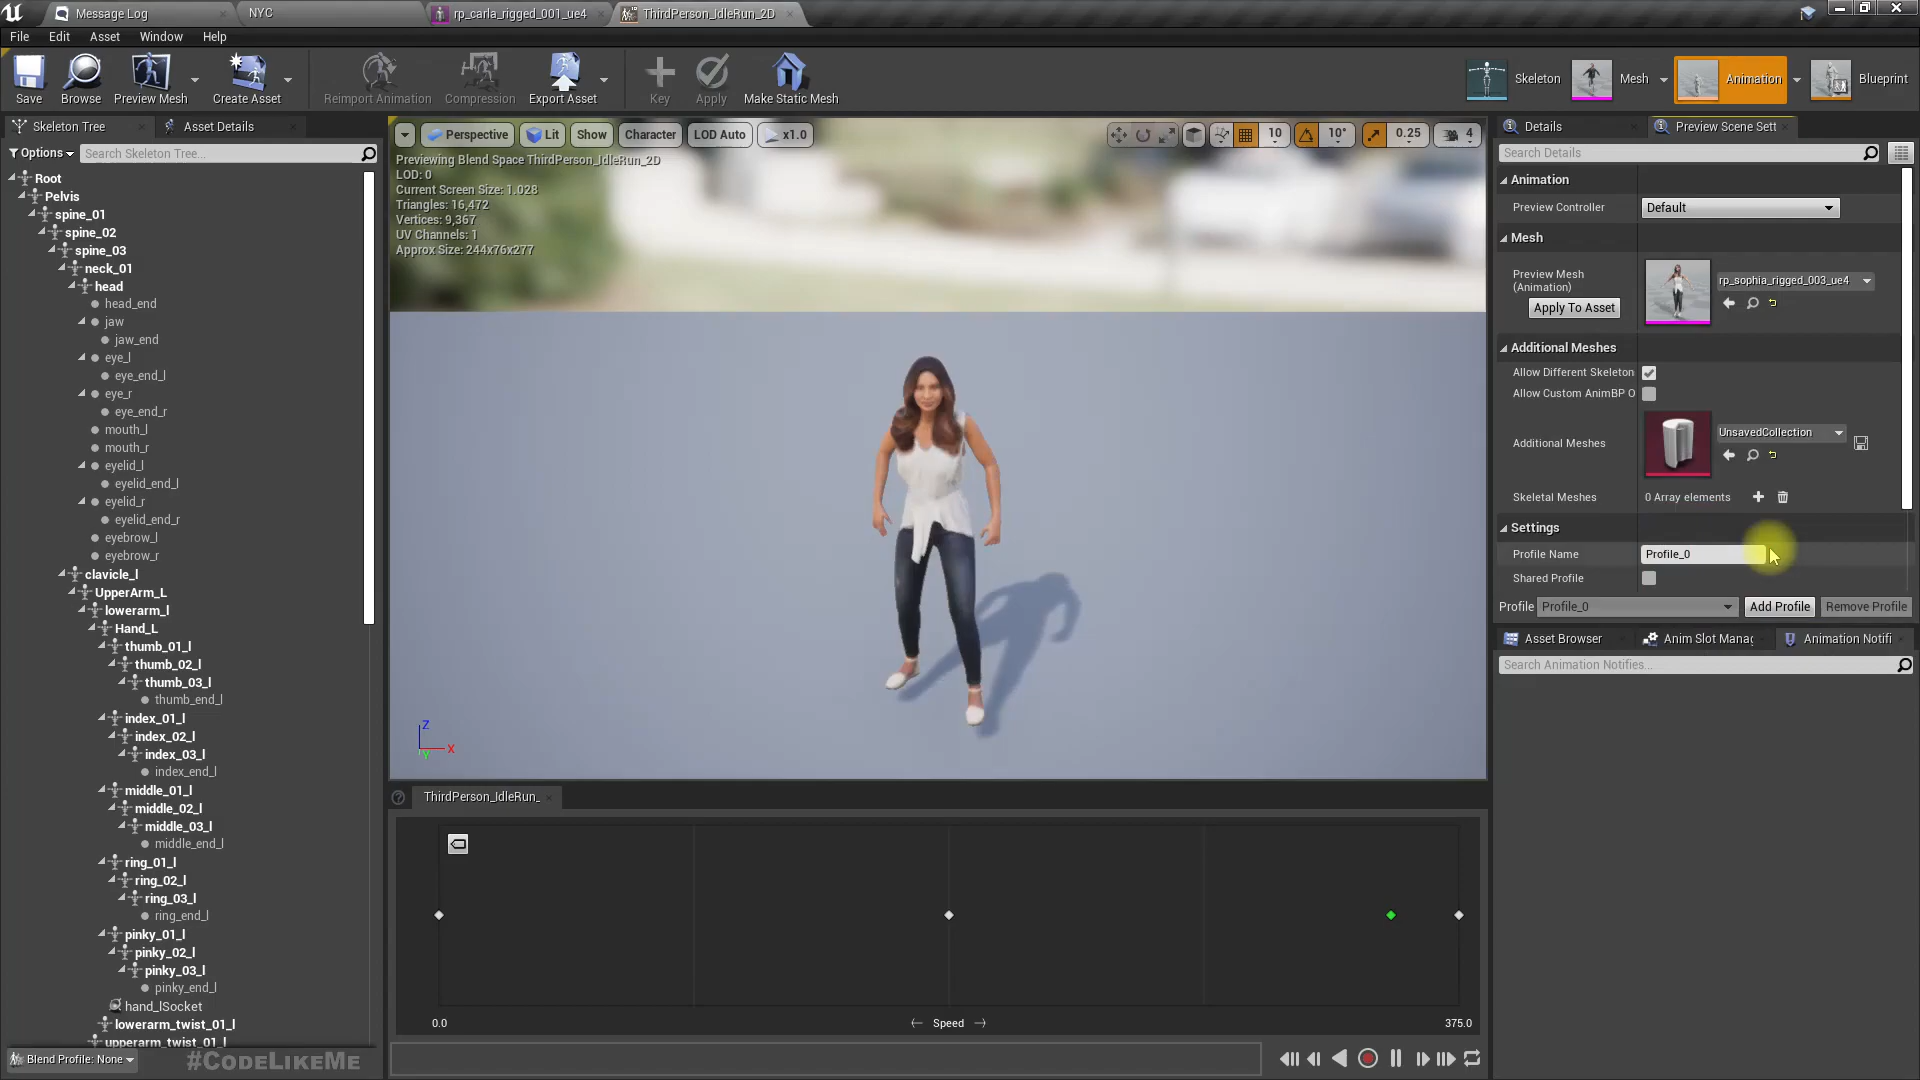 Message Log
NYC
rp_carla_rigged_001_ue4
ThirdPerson_IdleRun_2D
File
Edit
Asset
Window
Help
Save
Browse
Preview Mesh
Create Asset
Reimport Animation
Compression
Export Asset
Key
Apply
Make Static Mesh
Skeleton
Mesh
Animation
Blueprint
Skeleton Tree
Asset Details
Options
Search Skeleton Tree...
Root
Pelvis
spine_01
spine_02
spine_03
neck_01
head
head_end
jaw
jaw_end
eye_l
eye_end_l
eye_r
eye_end_r
mouth_l
mouth_r
eyelid_l
eyelid_end_l
eyelid_r
eyelid_end_r
eyebrow_l
eyebrow_r
clavicle_l
UpperArm_L
lowerarm_l
Hand_L
thumb_01_l
thumb_02_l
thumb_03_l
thumb_end_l
index_01_l
index_02_l
index_03_l
index_end_l
middle_01_l
middle_02_l
middle_03_l
middle_end_l
ring_01_l
ring_02_l
ring_03_l
ring_end_l
pinky_01_l
pinky_02_l
pinky_03_l
pinky_end_l
hand_lSocket
lowerarm_twist_01_l
upperarm_twist_01_l
Blend Profile: None
#CodeLikeMe
Perspective
Lit
Show
Character
LOD Auto
x1.0
10
10°
0.25
4
Previewing Blend Space ThirdPerson_IdleRun_2D
LOD: 0
Current Screen Size: 1.028
Triangles: 16,472
Vertices: 9,367
UV Channels: 1
Approx Size: 244x76x277
Z
X
Y
ThirdPerson_IdleRun_
0.0
Speed
375.0
Details
Preview Scene Sett
Search Details
Animation
Preview Controller
Default
Mesh
Preview Mesh
(Animation)
Apply To Asset
rp_sophia_rigged_003_ue4
Additional Meshes
Allow Different Skeleton
Allow Custom AnimBP O
Additional Meshes
UnsavedCollection
Skeletal Meshes
0 Array elements
Settings
Profile Name
Profile_0
Shared Profile
Profile
Profile_0
Add Profile
Remove Profile
Asset Browser
Anim Slot Manag
Animation Notifi
Search Animation Notifies...